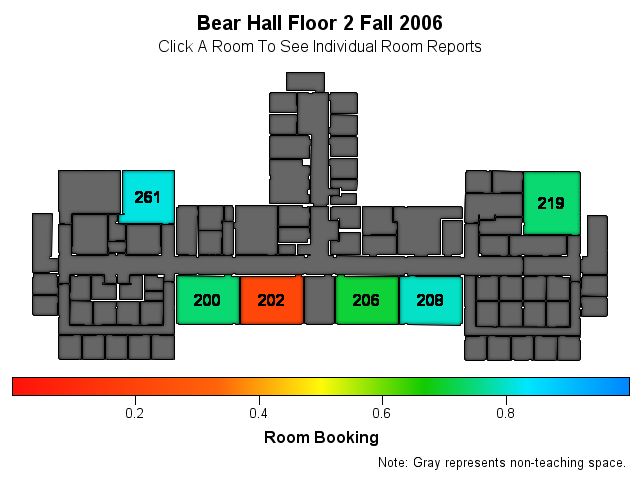 Bear Hall Floor 2 Fall 2006
Click A Room To See Individual Room Reports
261
219
200 202 206 208
0.2 0.4 0.6 0.8
Room Booking
Note: Gray represents non-teaching space.